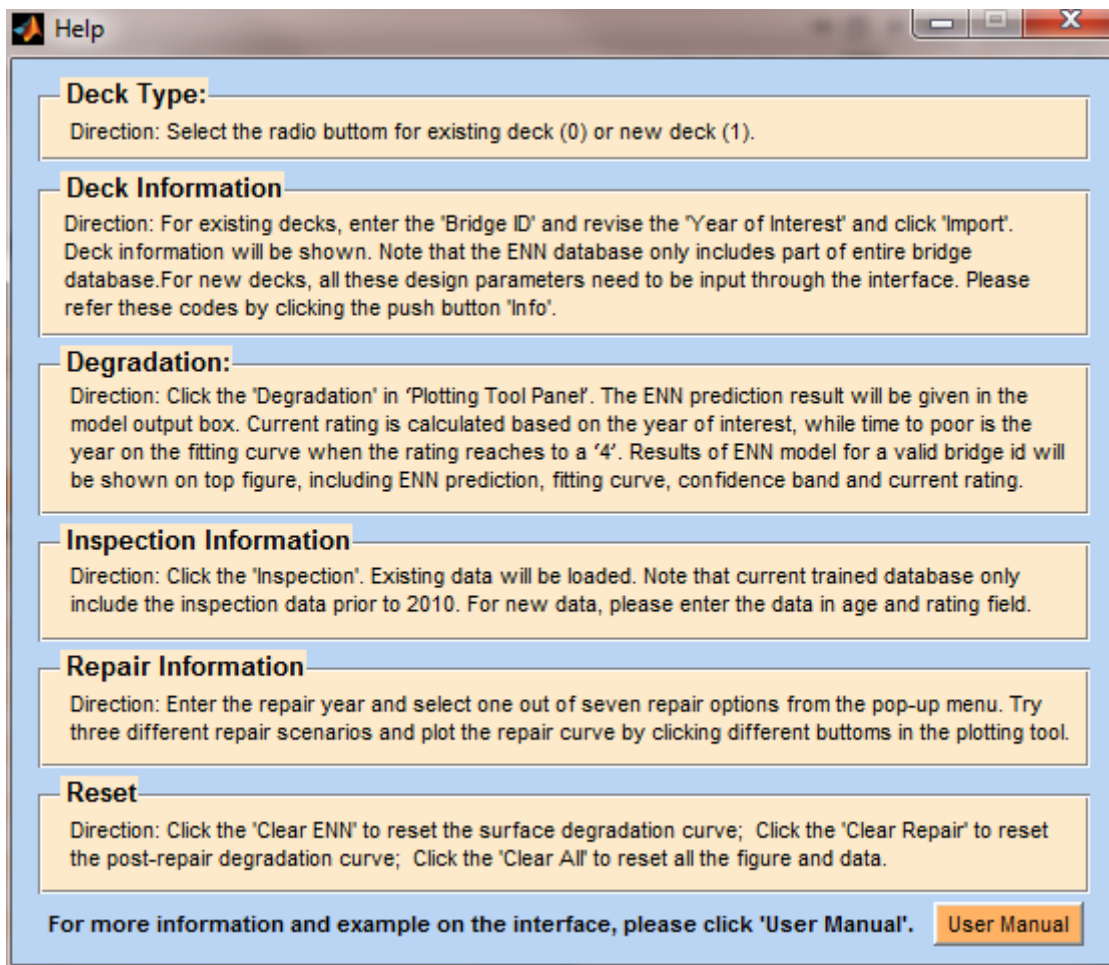 Help
Deck Type:
Direction: Select the radio buttom for existing deck (0) or new deck (1).
Deck Information
Direction: For existing decks, enter the 'Bridge ID' and revise the 'Year of Interest' and click 'Import'.
Deck information will be shown. Note that the ENN database only includes part of entire bridge
database.For new decks, all these design parameters need to be input through the interface. Please
refer these codes by clicking the push button 'Info'.
Degradation:
Direction: Click the 'Degradation' in ‘Plotting Tool Panel’. The ENN prediction result will be given in the
model output box. Current rating is calculated based on the year of interest, while time to poor is the
year on the fitting curve when the rating reaches to a ‘4’. Results of ENN model for a valid bridge id will
be shown on top figure, including ENN prediction, fitting curve, confidence band and current rating.
Inspection Information
Direction: Click the 'Inspection'. Existing data will be loaded. Note that current trained database only
include the inspection data prior to 2010. For new data, please enter the data in age and rating field.
Repair Information
Direction: Enter the repair year and select one out of seven repair options from the pop-up menu. Try
three different repair scenarios and plot the repair curve by clicking different buttoms in the plotting tool.
Reset
Direction: Click the 'Clear ENN' to reset the surface degradation curve;  Click the 'Clear Repair' to reset
the post-repair degradation curve;  Click the 'Clear All' to reset all the figure and data.
For more information and example on the interface, please click 'User Manual'. User Manual